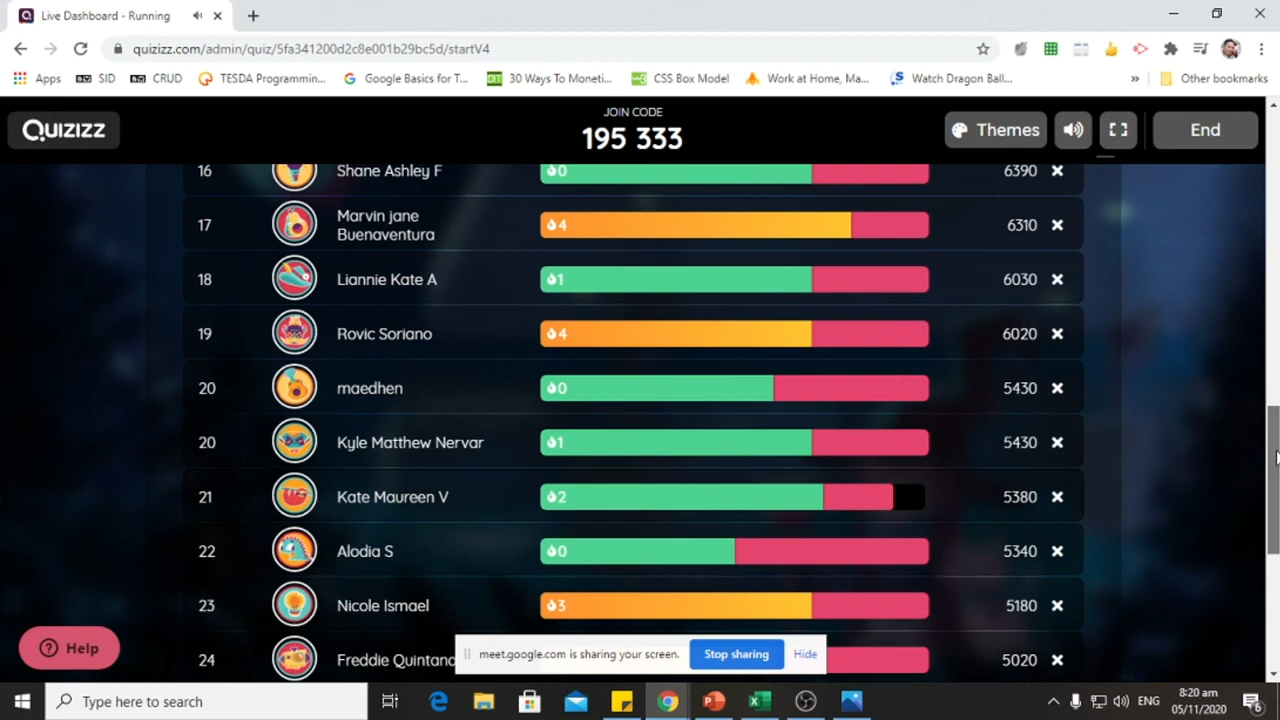 Live Dashboard - Running
quizizz.com/admin/quiz/5fa341200d2c8e001b29bc5d/startV4
Apps SID CRUD TESDA Programmin... Google Basics for T... 30 Ways To Moneti... CSS Box Model Work at Home, Ma... Watch Dragon Ball... » Other bookmarks
QUIZIZZ
JOIN CODE
195 333
Themes
End
16 Shane Ashley F 0 6390
17 Marvin jane
Buenaventura 4 6310
18 Liannie Kate A 1 6030
19 Rovic Soriano 4 6020
20 maedhen 0 5430
20 Kyle Matthew Nervar 1 5430
21 Kate Maureen V 2 5380
22 Alodia S 0 5340
23 Nicole Ismael 3 5180
24 Freddie Quintana 5020
Help
meet.google.com is sharing your screen. Stop sharing Hide
Type here to search
ENG
8:20 am
05/11/2020
6